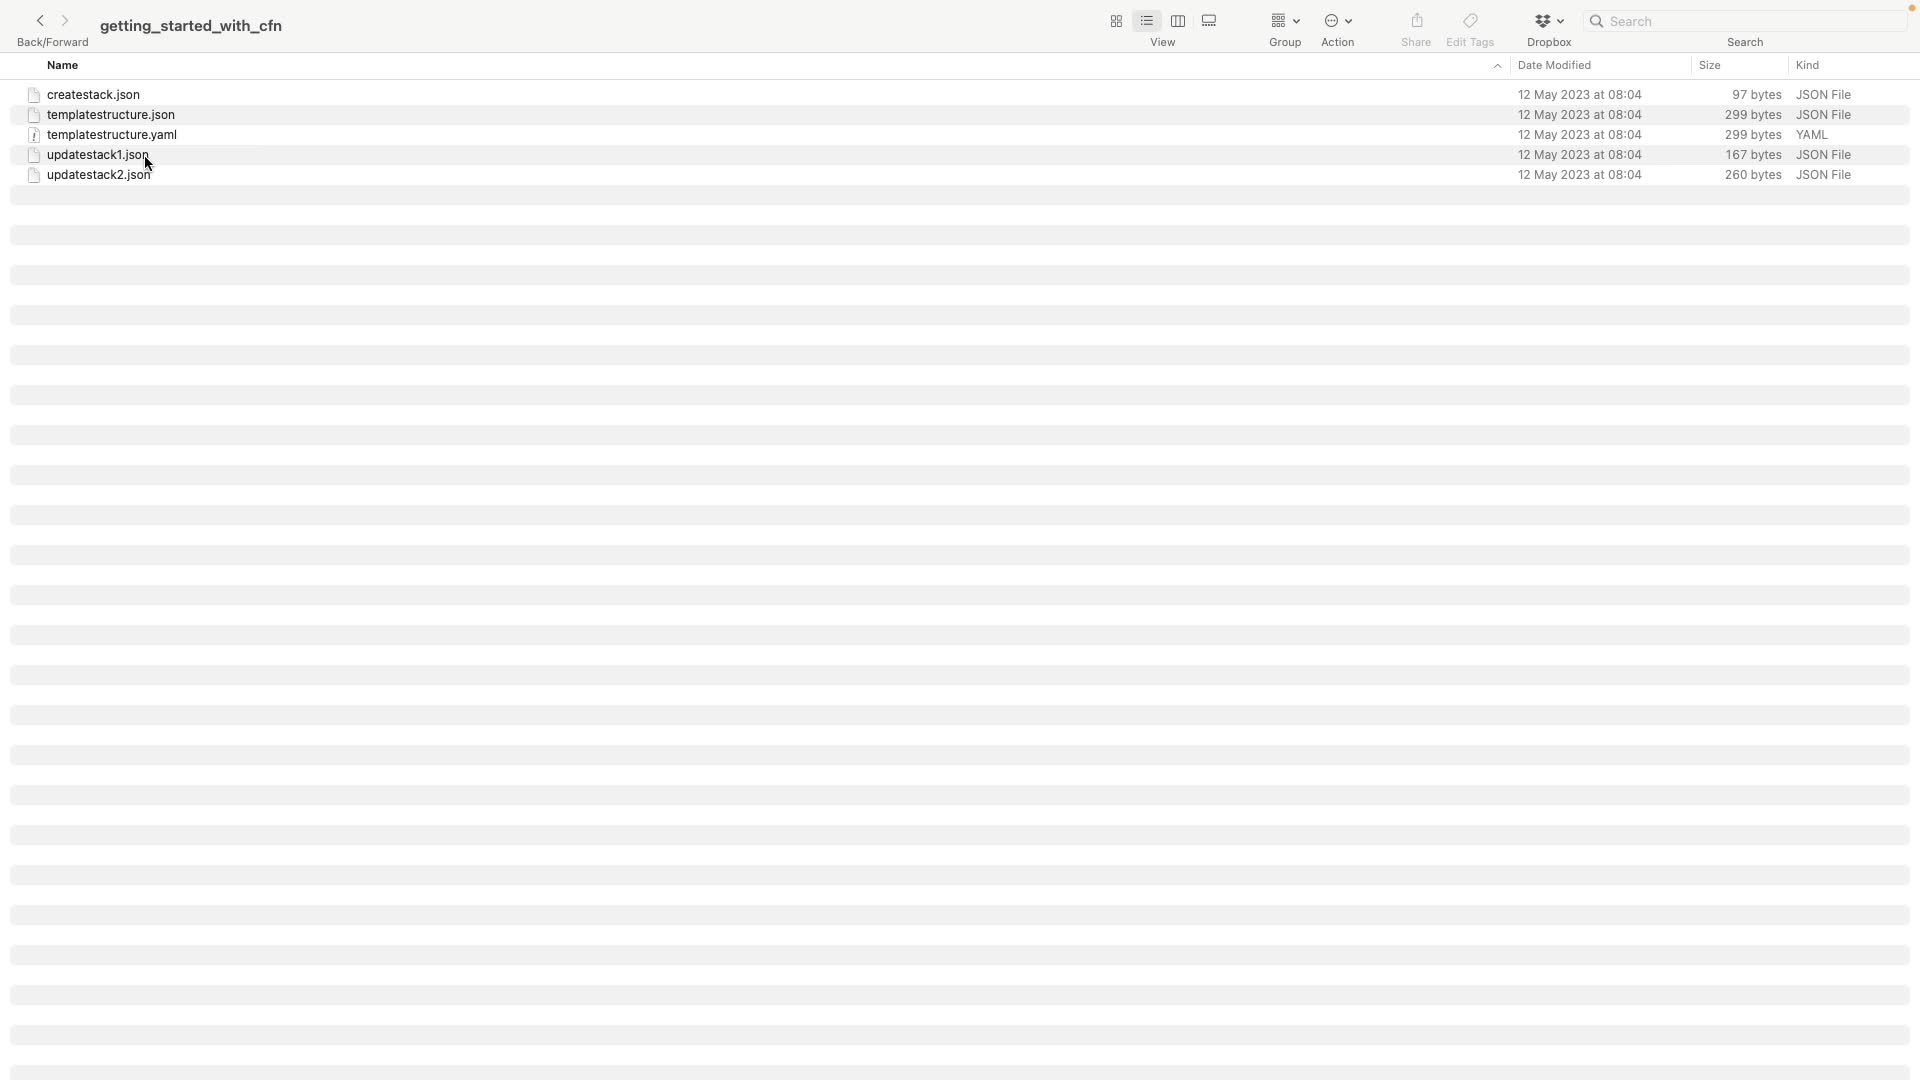 getting_started_with_cfn
Back/Forward
View
Group
Action
Share
Edit Tags
Dropbox
Search
Search
Name
Date Modified
Size
Kind
createstack.json
12 May 2023 at 08:04
97 bytes
JSON File
templatestructure.json
12 May 2023 at 08:04
299 bytes
JSON File
templatestructure.yaml
12 May 2023 at 08:04
299 bytes
YAML
updatestack1.json
12 May 2023 at 08:04
167 bytes
JSON File
updatestack2.json
12 May 2023 at 08:04
260 bytes
JSON File